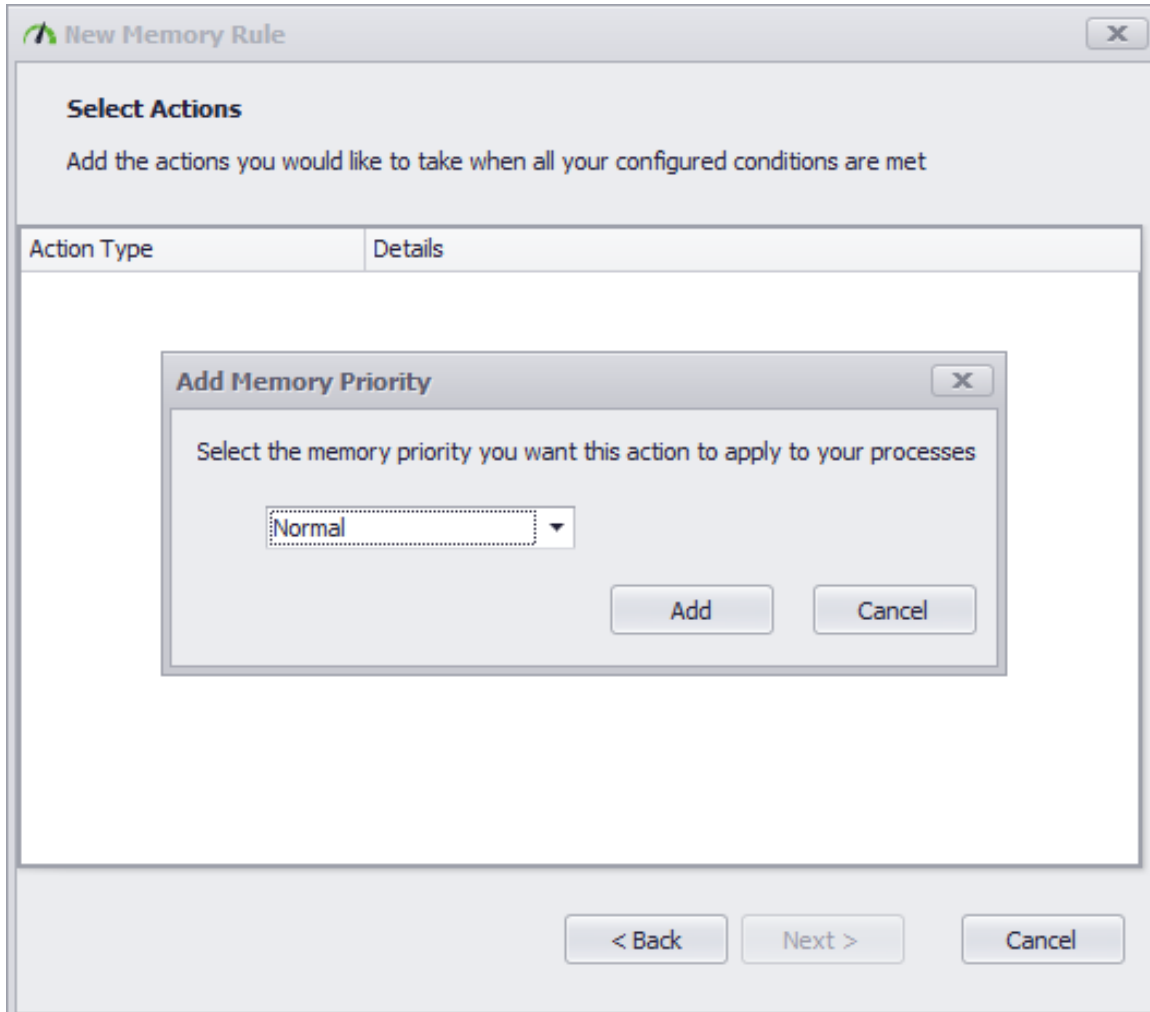 New Memory Rule
Select Actions
Add the actions you would like to take when all your configured conditions are met
Action Type Details
Add Memory Priority
Select the memory priority you want this action to apply to your processes
Normal
Add Cancel
< Back Next > Cancel